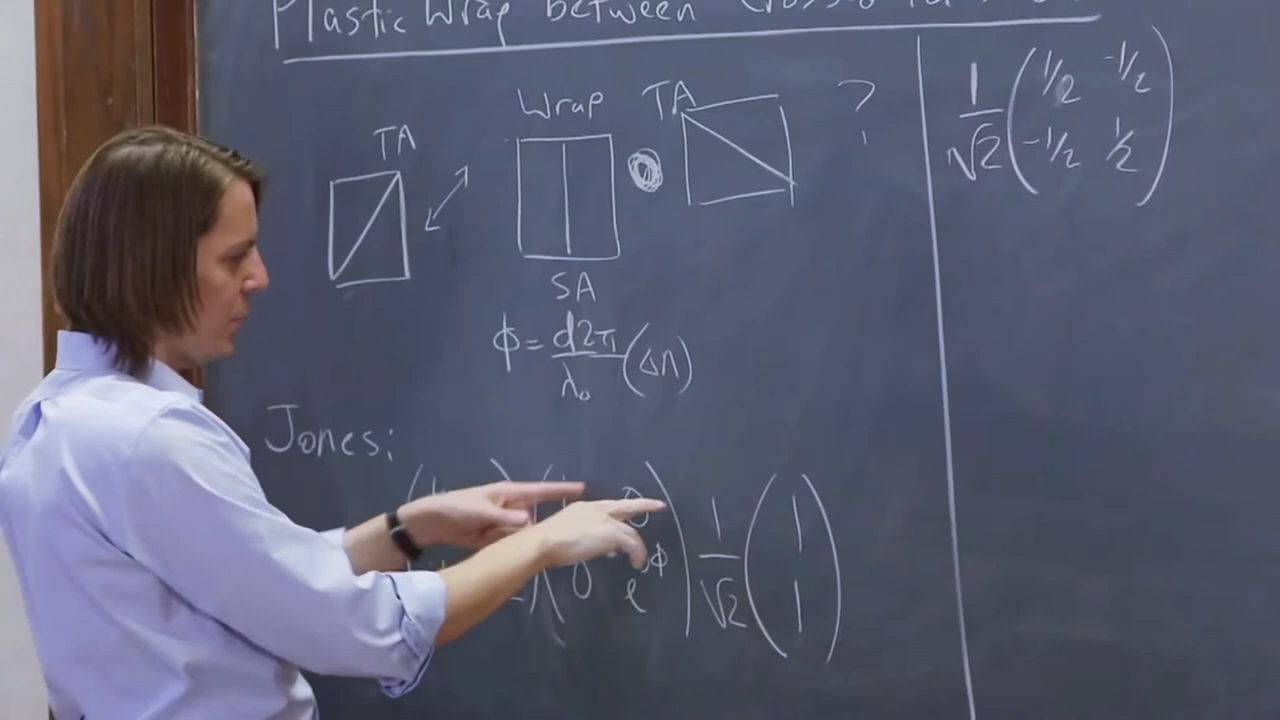 Plastic Wrap between
TA
Wrap
TA
?
SA
ϕ = d2π/λ₀ (Δn)
Jones:
0
0 e ϕ) 1/√2 (1
1)
1/√2 (1/2 -1/2
-1/2 1/2)